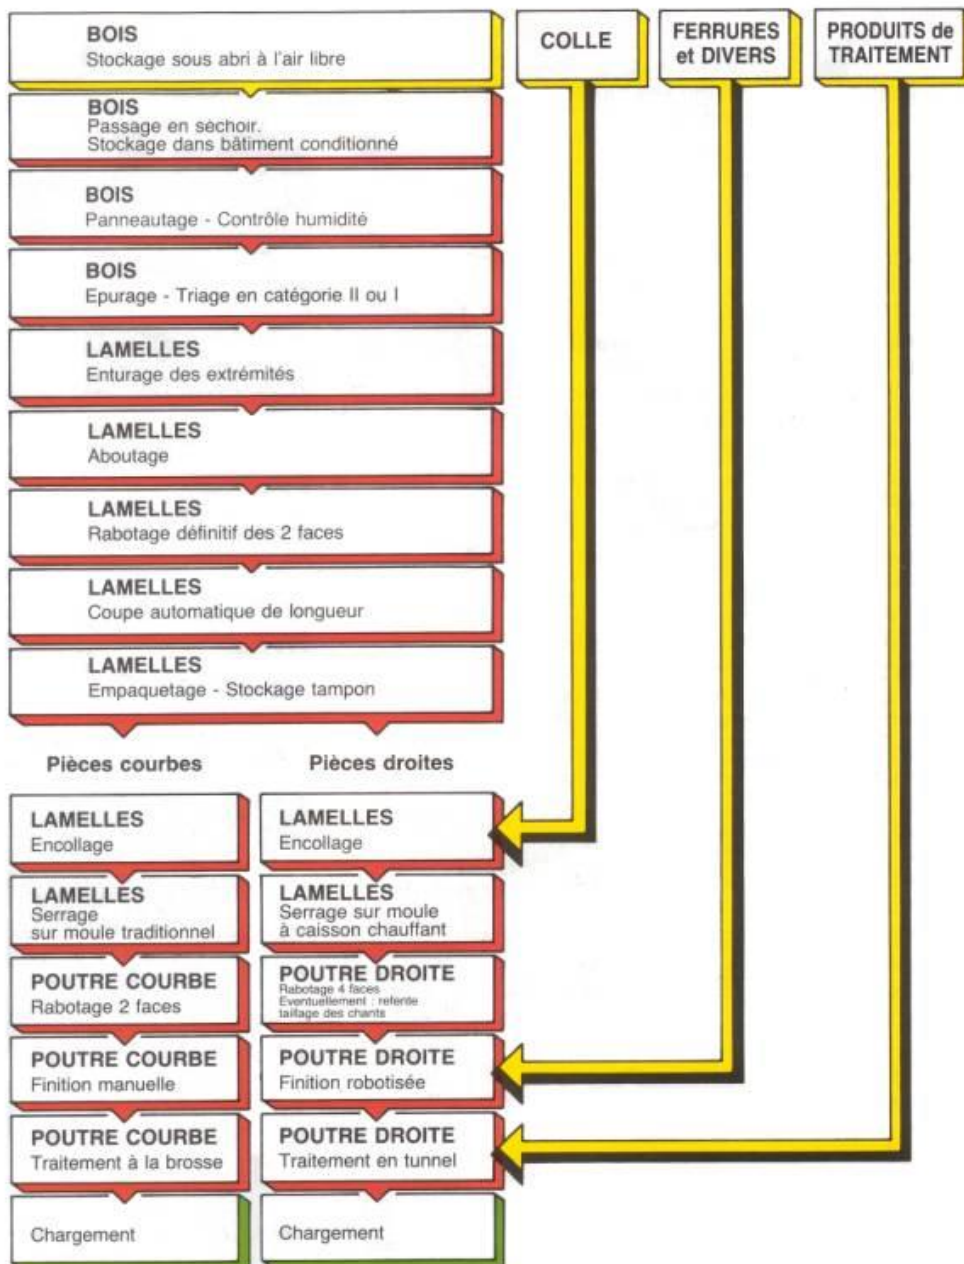 BOIS
Stockage sous abri à l'air libre
COLLE
FERRURES
et DIVERS
PRODUITS de
TRAITEMENT
BOIS
Passage en séchoir.
Stockage dans bâtiment conditionné
BOIS
Panneautage - Contrôle humidité
BOIS
Epurage - Triage en catégorie II ou I
LAMELLES
Enturage des extrémités
LAMELLES
Aboutage
LAMELLES
Rabotage définitif des 2 faces
LAMELLES
Coupe automatique de longueur
LAMELLES
Empaquetage - Stockage tampon
Pièces courbes
Pièces droites
LAMELLES
Encollage
LAMELLES
Encollage
LAMELLES
Serrage
sur moule traditionnel
LAMELLES
Serrage sur moule
à caisson chauffant
POUTRE COURBE
Rabotage 2 faces
POUTRE DROITE
Rabotage 4 faces
Eventuellement : refente
taillage des chants
POUTRE COURBE
Finition manuelle
POUTRE DROITE
Finition robotisée
POUTRE COURBE
Traitement à la brosse
POUTRE DROITE
Traitement en tunnel
Chargement
Chargement